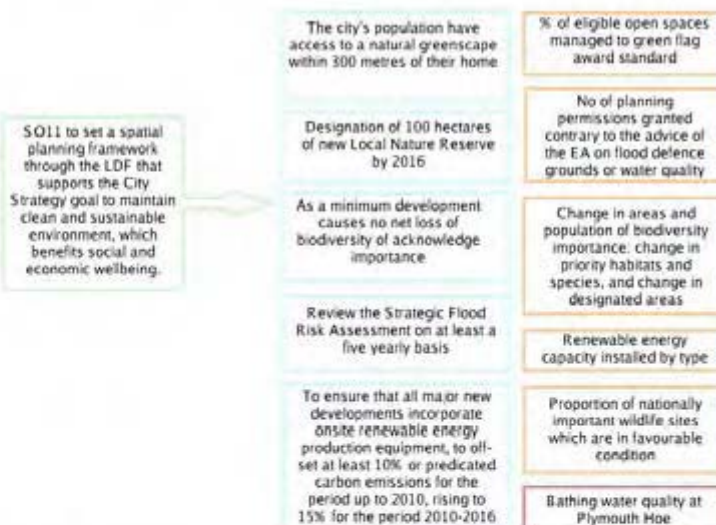 SO11 to set a spatial
planning framework
through the LDF that
supports the City
Strategy goal to maintain
clean and sustainable
environment, which
benefits social and
economic wellbeing.
The city's population have
access to a natural greenscape
within 300 metres of their home
Designation of 100 hectares
of new Local Nature Reserve
by 2016
As a minimum development
causes no net loss of
biodiversity of acknowledge
importance
Review the Strategic Flood
Risk Assessment on at least a
five yearly basis
To ensure that all major new
developments incorporate
onsite renewable energy
production equipment, to off-
set at least 10% or predicated
carbon emissions for the
period up to 2010, rising to
15% for the period 2010-2016
% of eligible open spaces
managed to green flag
award standard
No of planning
permissions granted
contrary to the advice of
the EA on flood defence
grounds or water quality
Change in areas and
population of biodiversity
importance: change in
priority habitats and
species, and change in
designated areas
Renewable energy
capacity installed by type
Proportion of nationally
important wildlife sites
which are in favourable
condition
Bathing water quality at
Plymouth Hoe